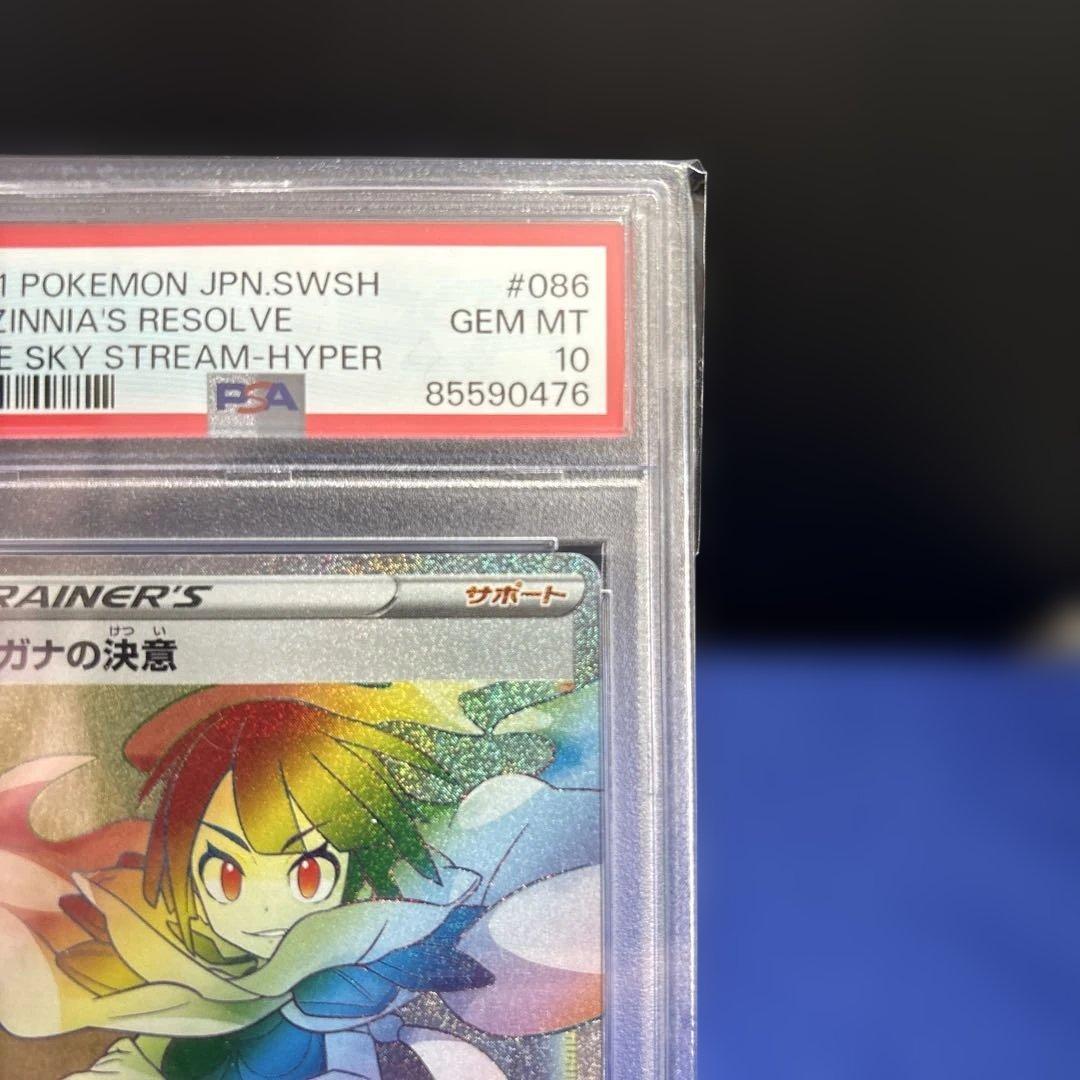 1 POKEMON JPN.SWSH #086
ZINNIA'S RESOLVE GEM MT
E SKY STREAM-HYPER 10
PSA 85590476
RAINER'S サポート
けつ い
ガナの決意